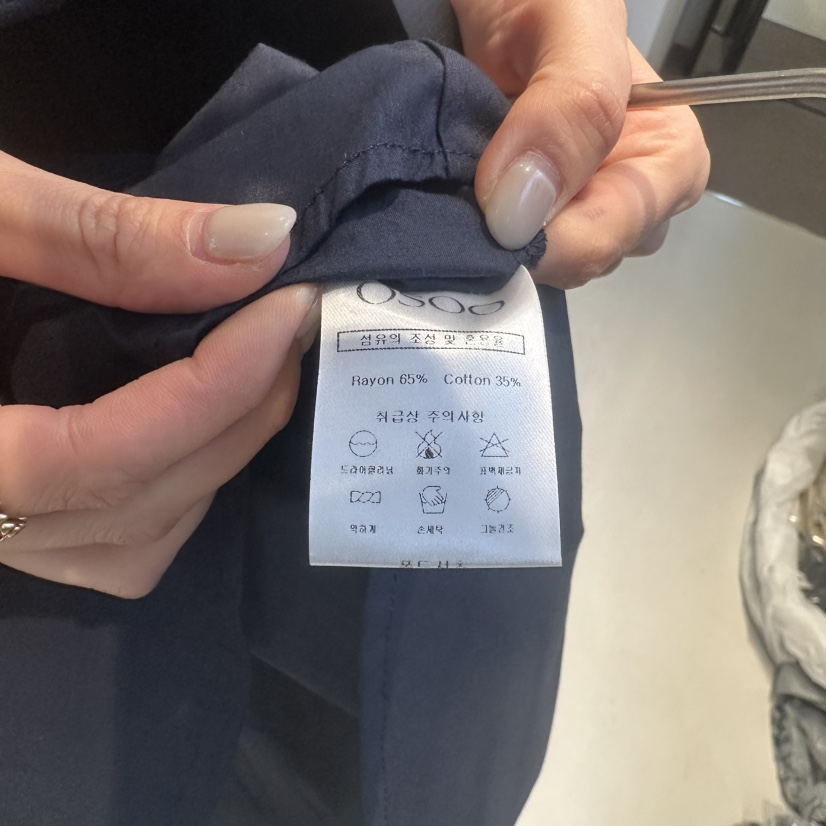 DOSO
섬유의 조성 및 혼용율
Rayon 65% Cotton 35%
취급상 주의사항
드라이클리닝 화기주의 표백제금지
약하게 손세탁 그늘건조